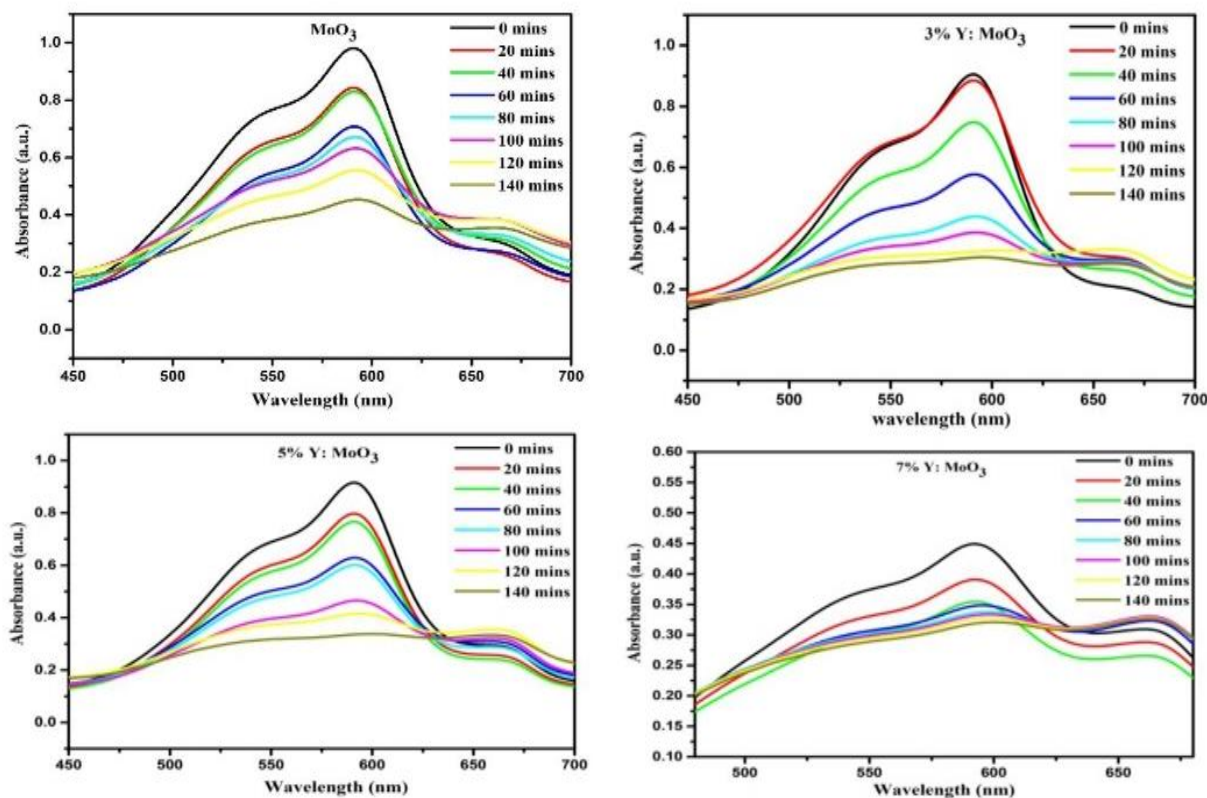 MoO3
0 mins
20 mins
40 mins
60 mins
80 mins
100 mins
120 mins
140 mins
1.0
0.8
0.6
0.4
0.2
0.0
Absorbance (a.u.)
450 500 550 600 650 700
Wavelength (nm)
3% Y: MoO3
0 mins
20 mins
40 mins
60 mins
80 mins
100 mins
120 mins
140 mins
1.0
0.8
0.6
0.4
0.2
0.0
Absorbance (a.u.)
450 500 550 600 650 700
wavelength (nm)
5% Y: MoO3
0 mins
20 mins
40 mins
60 mins
80 mins
100 mins
120 mins
140 mins
1.0
0.8
0.6
0.4
0.2
0.0
Absorbance (a.u.)
450 500 550 600 650 700
Wavelength (nm)
7% Y: MoO3
0 mins
20 mins
40 mins
60 mins
80 mins
100 mins
120 mins
140 mins
0.60
0.55
0.50
0.45
0.40
0.35
0.30
0.25
0.20
0.15
0.10
Absorbance (a.u.)
500 550 600 650
Wavelength (nm)